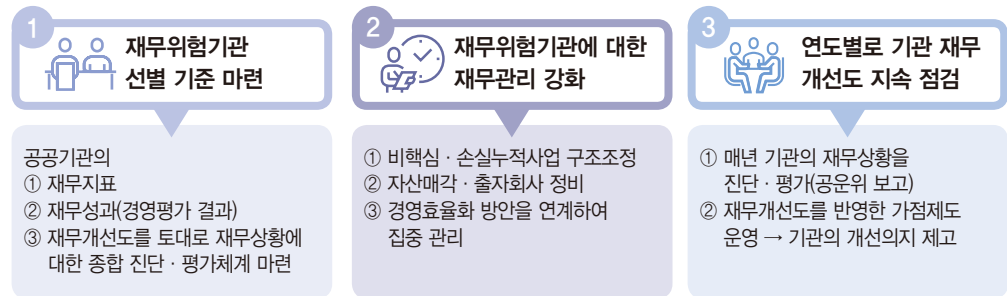 1
재무위험기관
선별 기준 마련
공공기관의
① 재무지표
② 재무성과(경영평가 결과)
③ 재무개선도를 토대로 재무상황에
대한 종합 진단 · 평가체계 마련
2
재무위험기관에 대한
재무관리 강화
① 비핵심 · 손실누적사업 구조조정
② 자산매각 · 출자회사 정비
③ 경영효율화 방안을 연계하여
집중 관리
3
연도별로 기관 재무
개선도 지속 점검
① 매년 기관의 재무상황을
진단 · 평가(공운위 보고)
② 재무개선도를 반영한 가점제도
운영 → 기관의 개선의지 제고